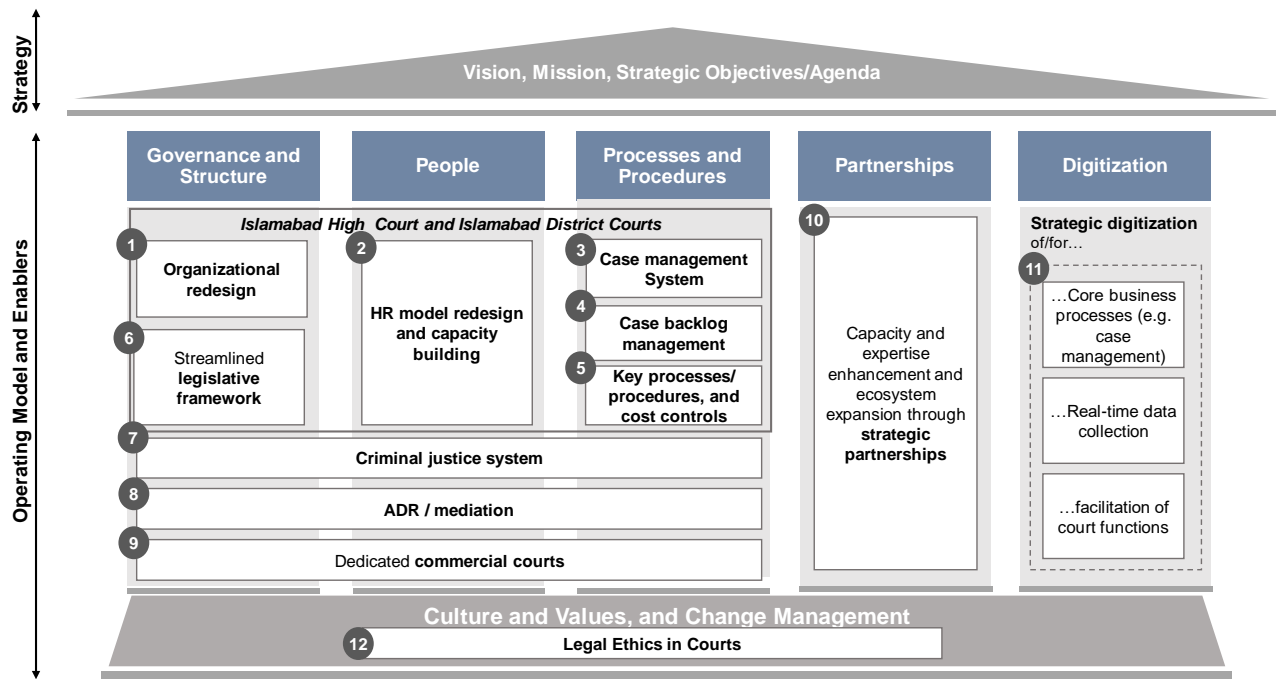 Strategy
Vision, Mission, Strategic Objectives/Agenda
Operating Model and Enablers
Governance and
Structure
People
Processes and
Procedures
Partnerships
Digitization
Islamabad High Court and Islamabad District Courts
1
Organizational
redesign
6
Streamlined
legislative
framework
2
HR model redesign
and capacity
building
3
Case management
System
4
Case backlog
management
5
Key processes/
procedures, and
cost controls
7
Criminal justice system
8
ADR / mediation
9
Dedicated commercial courts
10
Capacity and
expertise
enhancement and
ecosystem
expansion through
strategic
partnerships
Strategic digitization
of/for…
11
…Core business
processes (e.g.
case
management)
…Real-time data
collection
…facilitation of
court functions
Culture and Values, and Change Management
12
Legal Ethics in Courts